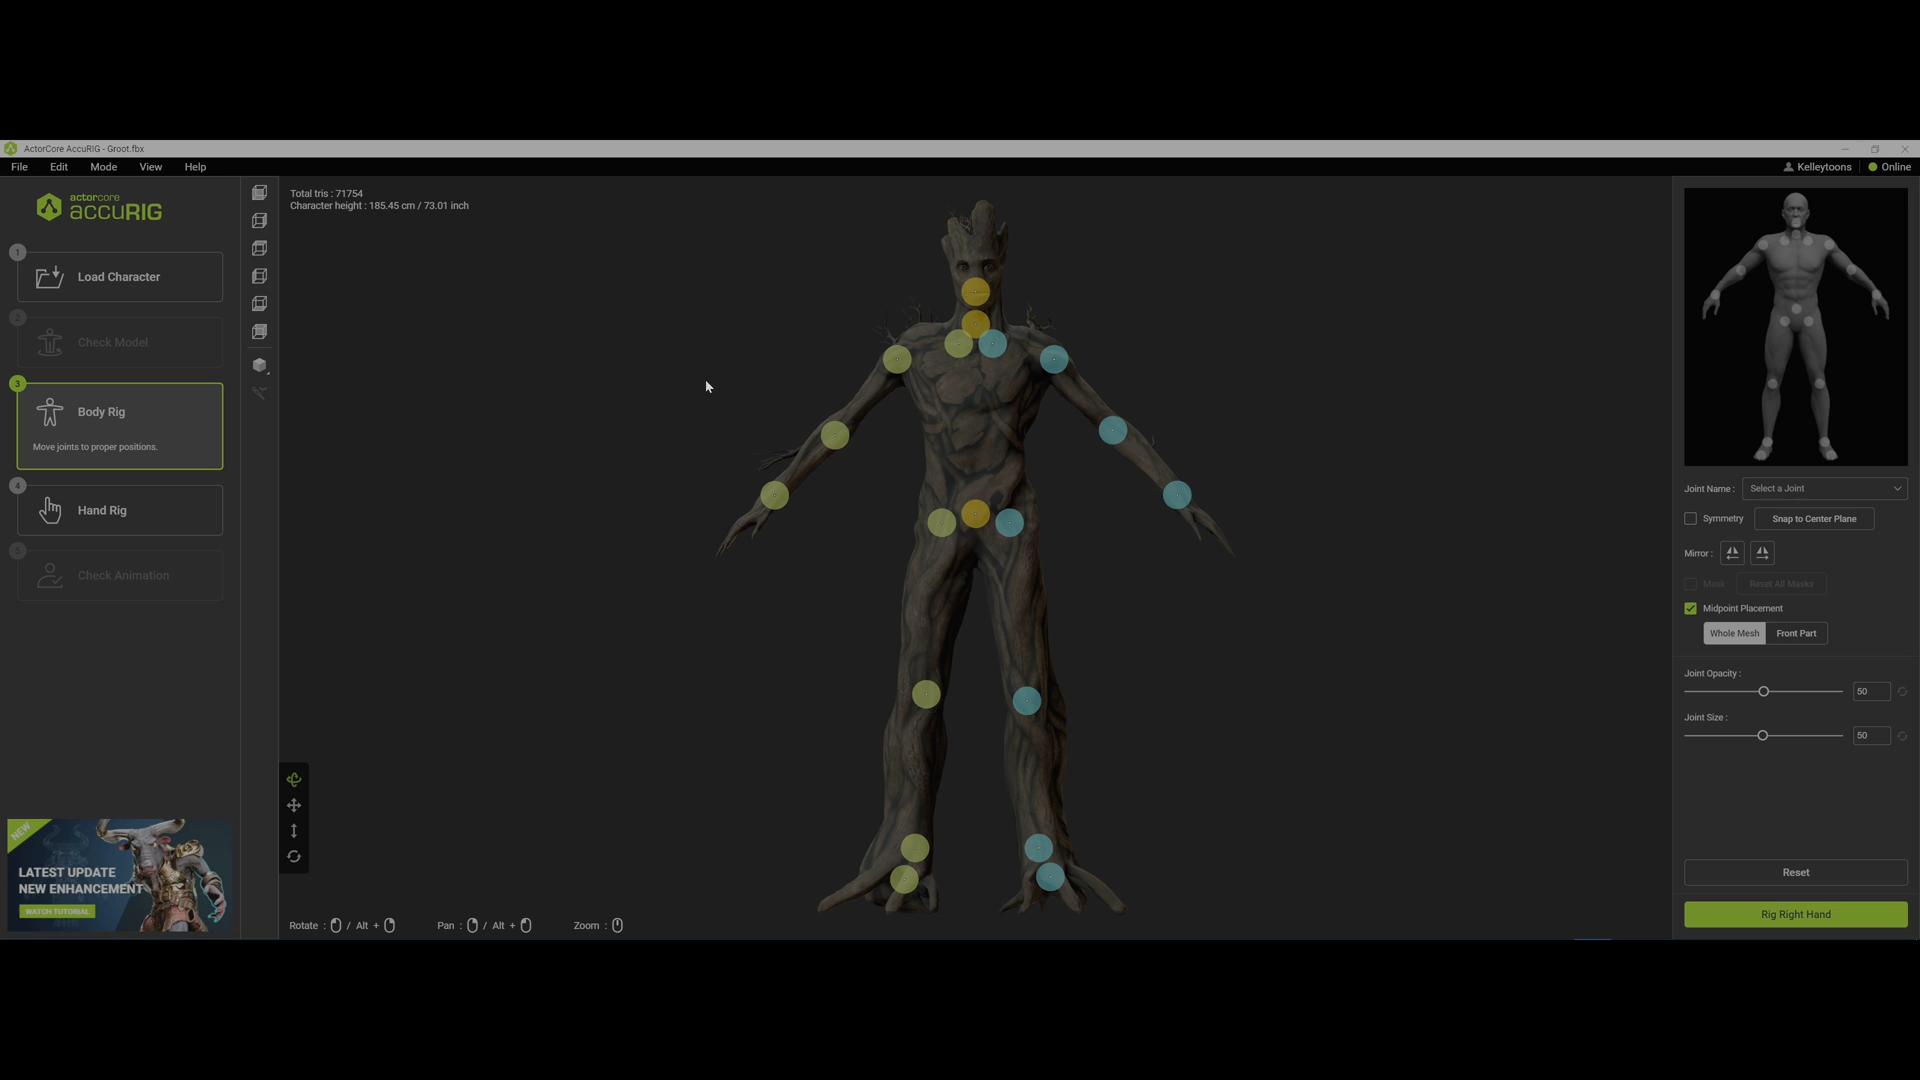 ActorCore AccuRIG - Groot.fbx
File Edit Mode View Help
Kelleytoons
Online
actorcore
accuRIG
1
Load Character
2
Check Model
3
Body Rig
Move joints to proper positions.
4
Hand Rig
5
Check Animation
NEW
LATEST UPDATE
NEW ENHANCEMENT
WATCH TUTORIAL
Total tris : 71754
Character height : 185.45 cm / 73.01 inch
Rotate : / Alt + Pan : / Alt + Zoom :
Joint Name : Select a Joint
Symmetry Snap to Center Plane
Mirror :
Mask Reset All Masks
Midpoint Placement
Whole Mesh Front Part
Joint Opacity :
50
Joint Size :
50
Reset
Rig Right Hand